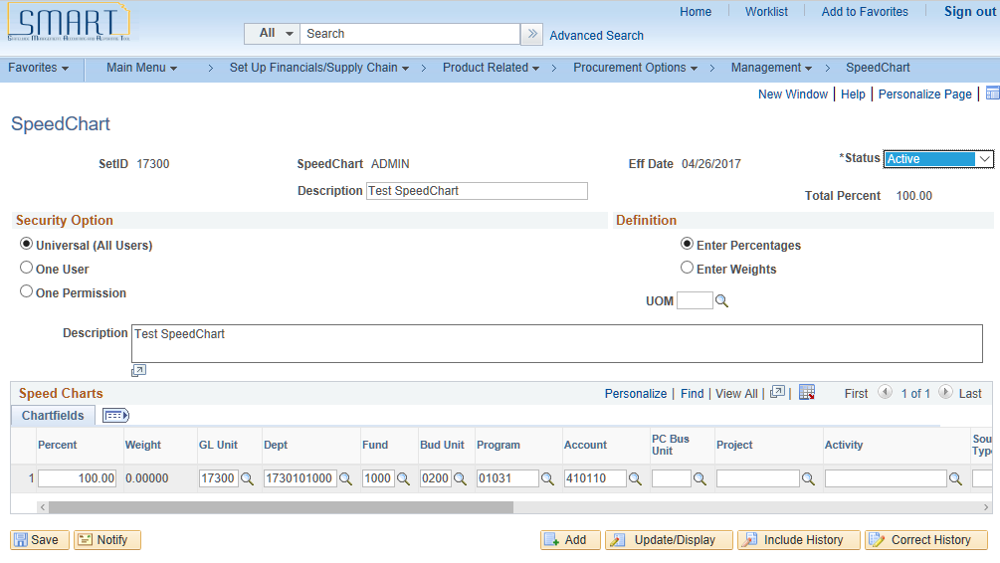 SMART
Home Worklist Add to Favorites Sign out
All Search Advanced Search
Favorites Main Menu Set Up Financials/Supply Chain Product Related Procurement Options Management SpeedChart
New Window | Help | Personalize Page |
SpeedChart
SetID 17300 SpeedChart ADMIN Eff Date 04/26/2017 *Status Active
Description Test SpeedChart Total Percent 100.00
Security Option Definition
Universal (All Users) Enter Percentages
One User Enter Weights
One Permission UOM
Description Test SpeedChart
Speed Charts Personalize | Find | View All | | First 1 of 1 Last
Chartfields
Percent Weight GL Unit Dept Fund Bud Unit Program Account PC Bus Unit Project Activity Sou Type
1 100.00 0.00000 17300 1730101000 1000 0200 01031 410110
Save Notify Add Update/Display Include History Correct History